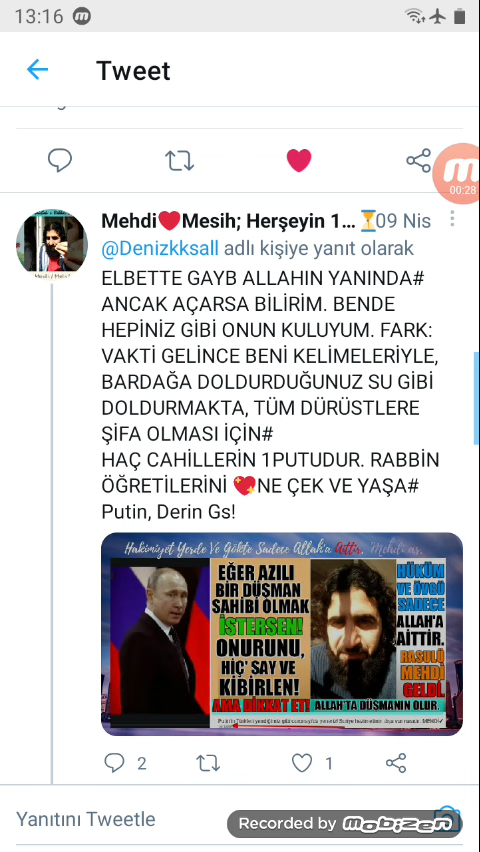 13:16
Tweet
00:28
Mehdi❤️Mesih; Herşeyin 1... ⏳09 Nis
@Denizkksall adlı kişiye yanıt olarak
ELBETTE GAYB ALLAHIN YANINDA#
ANCAK AÇARSA BİLİRİM. BENDE
HEPİNİZ GİBİ ONUN KULUYUM. FARK:
VAKTİ GELİNCE BENİ KELİMELERİYLE,
BARDAĞA DOLDURDUĞUNUZ SU GİBİ
DOLDURMAKTA, TÜM DÜRÜSTLERE
ŞİFA OLMASI İÇİN#
HAÇ CAHİLLERİN 1PUTUDUR. RABBİN
ÖĞRETİLERİNİ 💖NE ÇEK VE YAŞA#
Putin, Derin Gs!
Hakimiyet Yerde Ve Gökte Sadece Allah'a Aittir. Mehdi as.
EĞER AZILI
BİR DÜŞMAN
SAHİBİ OLMAK
İSTERSEN!
ONURUNU,
HİÇ' SAY VE
KİBİRLEN!
AMA DİKKAT ET!
ALLAH'TA DÜŞMANIN OLUR.
HÜKÜM
VE ÖVGÜ
SADECE
ALLAH'A
AİTTİR.
RASULÜ
MEHDİ
GELDİ.
2
1
Yanıtını Tweetle
Recorded by Mobizen